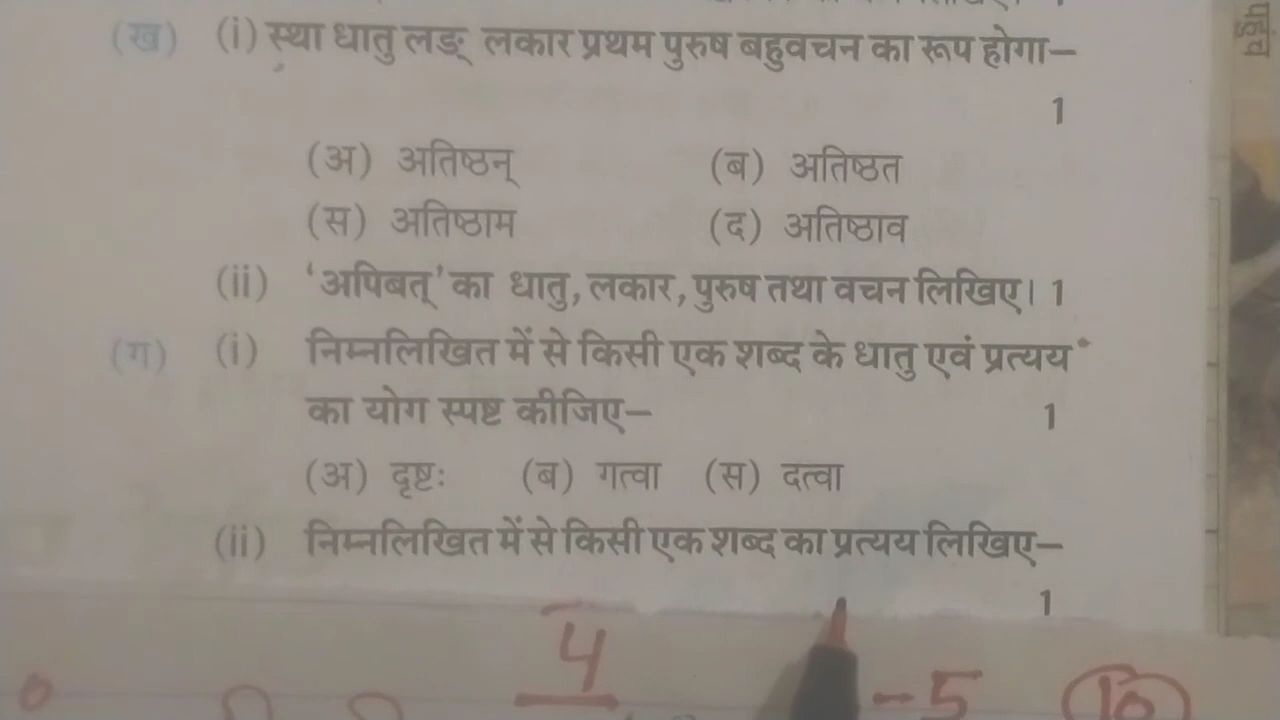 (ख) (i) स्था धातु लङ् लकार प्रथम पुरुष बहुवचन का रूप होगा–
1
(अ) अतिष्ठन् (ब) अतिष्ठत
(स) अतिष्ठाम (द) अतिष्ठाव
(ii) ‘अपिबत्’ का धातु, लकार, पुरुष तथा वचन लिखिए। 1
(ग) (i) निम्नलिखित में से किसी एक शब्द के धातु एवं प्रत्यय
का योग स्पष्ट कीजिए– 1
(अ) दृष्टः (ब) गत्वा (स) दत्वा
(ii) निम्नलिखित में से किसी एक शब्द का प्रत्यय लिखिए–
1
4
– 5